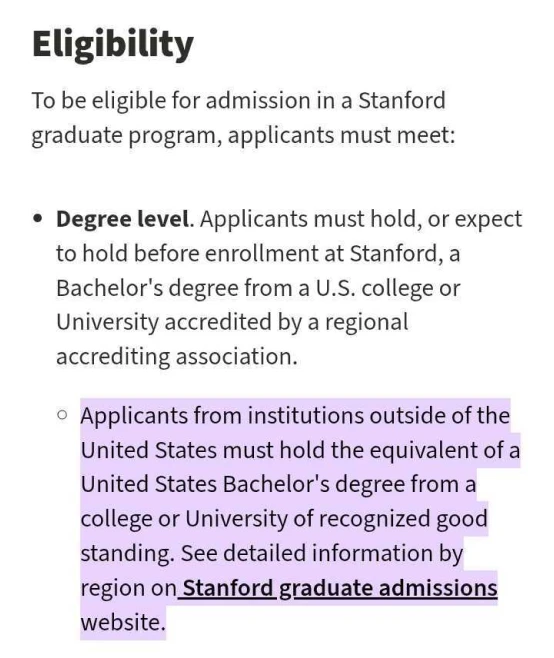 Eligibility
To be eligible for admission in a Stanford
graduate program, applicants must meet:
• Degree level. Applicants must hold, or expect
to hold before enrollment at Stanford, a
Bachelor's degree from a U.S. college or
University accredited by a regional
accrediting association.
○ Applicants from institutions outside of the
United States must hold the equivalent of a
United States Bachelor's degree from a
college or University of recognized good
standing. See detailed information by
region on Stanford graduate admissions
website.